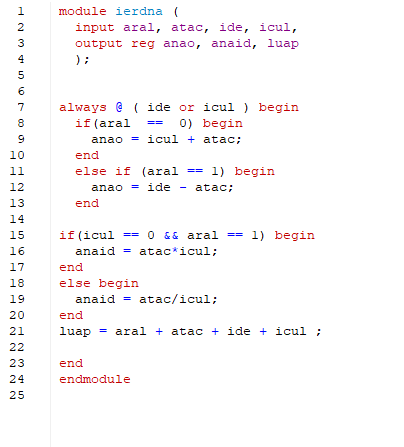 1 module ierdna (
2 input aral, atac, ide, icul,
3 output reg anao, anaid, luap
4 );
5
6
7 always @ ( ide or icul ) begin
8 if(aral == 0) begin
9 anao = icul + atac;
10 end
11 else if (aral == 1) begin
12 anao = ide - atac;
13 end
14
15 if(icul == 0 && aral == 1) begin
16 anaid = atac*icul;
17 end
18 else begin
19 anaid = atac/icul;
20 end
21 luap = aral + atac + ide + icul ;
22
23 end
24 endmodule
25